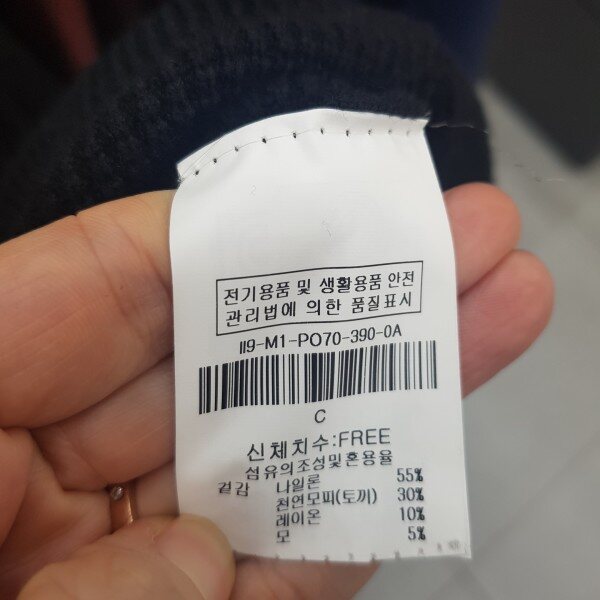 전기용품 및 생활용품 안전
관리법에 의한 품질표시
II9-M1-PO70-390-0A
C
신체치수:FREE
섬유의조성및혼용율
겉감 나일론 55%
천연모피(토끼) 30%
레이온 10%
모 5%